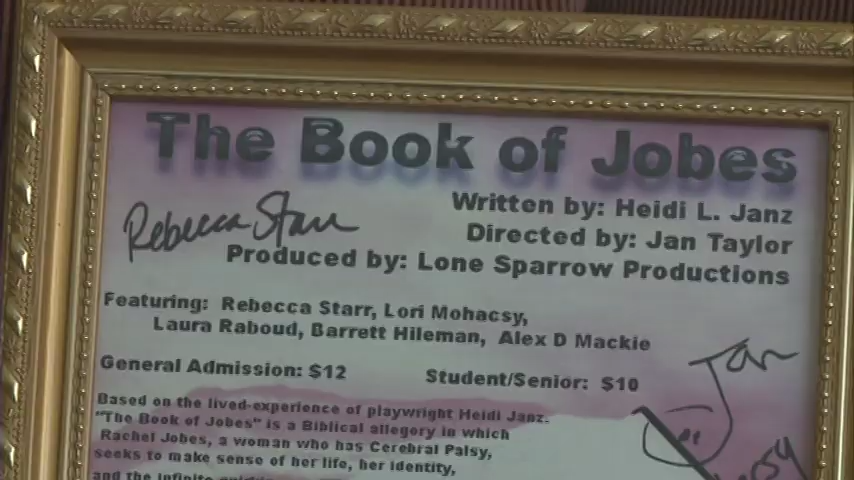 The Book of Jobes
Written by: Heidi L. Janz
Rebecca Starr
Directed by: Jan Taylor
Produced by: Lone Sparrow Productions
Featuring: Rebecca Starr, Lori Mohacsy,
Laura Raboud, Barrett Hileman, Alex D Mackie
Jan
General Admission: $12 Student/Senior: $10
Based on the lived-experience of playwright Heidi Janz.
"The Book of Jobes" is a Biblical allegory in which
Rachel Jobes, a woman who has Cerebral Palsy,
seeks to make sense of her life, her identity,
and the infinite